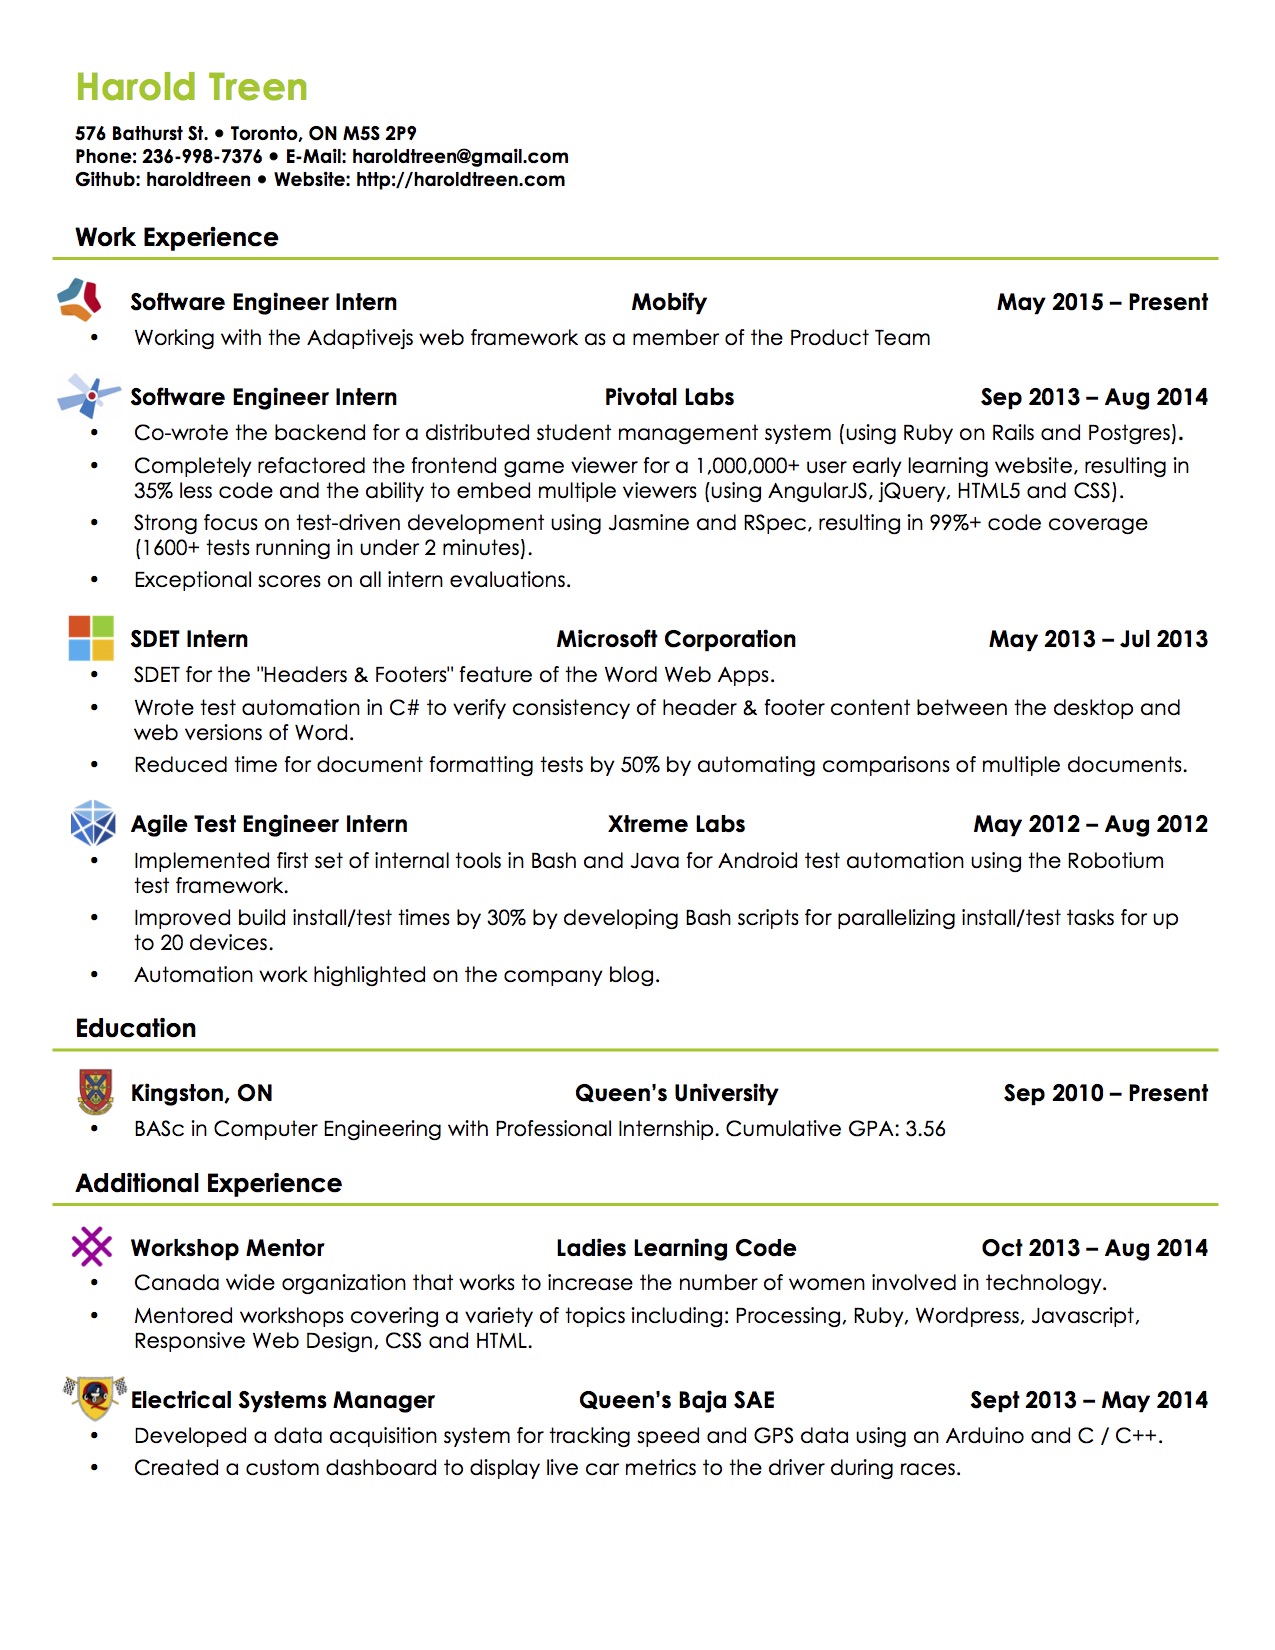 Harold Treen
576 Bathurst St. • Toronto, ON M5S 2P9
Phone: 236-998-7376 • E-Mail: haroldtreen@gmail.com
Github: haroldtreen • Website: http://haroldtreen.com
Work Experience
Software Engineer Intern Mobify May 2015 – Present
• Working with the Adaptivejs web framework as a member of the Product Team
Software Engineer Intern Pivotal Labs Sep 2013 – Aug 2014
• Co-wrote the backend for a distributed student management system (using Ruby on Rails and Postgres).
• Completely refactored the frontend game viewer for a 1,000,000+ user early learning website, resulting in
35% less code and the ability to embed multiple viewers (using AngularJS, jQuery, HTML5 and CSS).
• Strong focus on test-driven development using Jasmine and RSpec, resulting in 99%+ code coverage
(1600+ tests running in under 2 minutes).
• Exceptional scores on all intern evaluations.
SDET Intern Microsoft Corporation May 2013 – Jul 2013
• SDET for the "Headers & Footers" feature of the Word Web Apps.
• Wrote test automation in C# to verify consistency of header & footer content between the desktop and
web versions of Word.
• Reduced time for document formatting tests by 50% by automating comparisons of multiple documents.
Agile Test Engineer Intern Xtreme Labs May 2012 – Aug 2012
• Implemented first set of internal tools in Bash and Java for Android test automation using the Robotium
test framework.
• Improved build install/test times by 30% by developing Bash scripts for parallelizing install/test tasks for up
to 20 devices.
• Automation work highlighted on the company blog.
Education
Kingston, ON Queen's University Sep 2010 – Present
• BASc in Computer Engineering with Professional Internship. Cumulative GPA: 3.56
Additional Experience
Workshop Mentor Ladies Learning Code Oct 2013 – Aug 2014
• Canada wide organization that works to increase the number of women involved in technology.
• Mentored workshops covering a variety of topics including: Processing, Ruby, Wordpress, Javascript,
Responsive Web Design, CSS and HTML.
Electrical Systems Manager Queen's Baja SAE Sept 2013 – May 2014
• Developed a data acquisition system for tracking speed and GPS data using an Arduino and C / C++.
• Created a custom dashboard to display live car metrics to the driver during races.